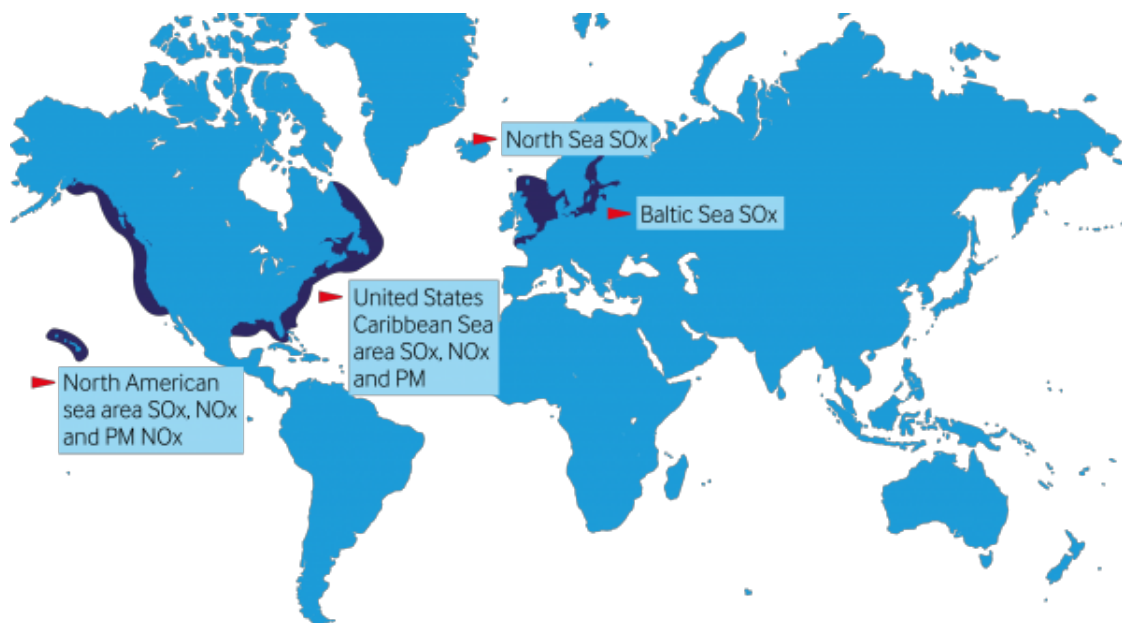 North Sea SOx
Baltic Sea SOx
United States
Caribbean Sea
area SOx, NOx
and PM
North American
sea area SOx, NOx
and PM NOx